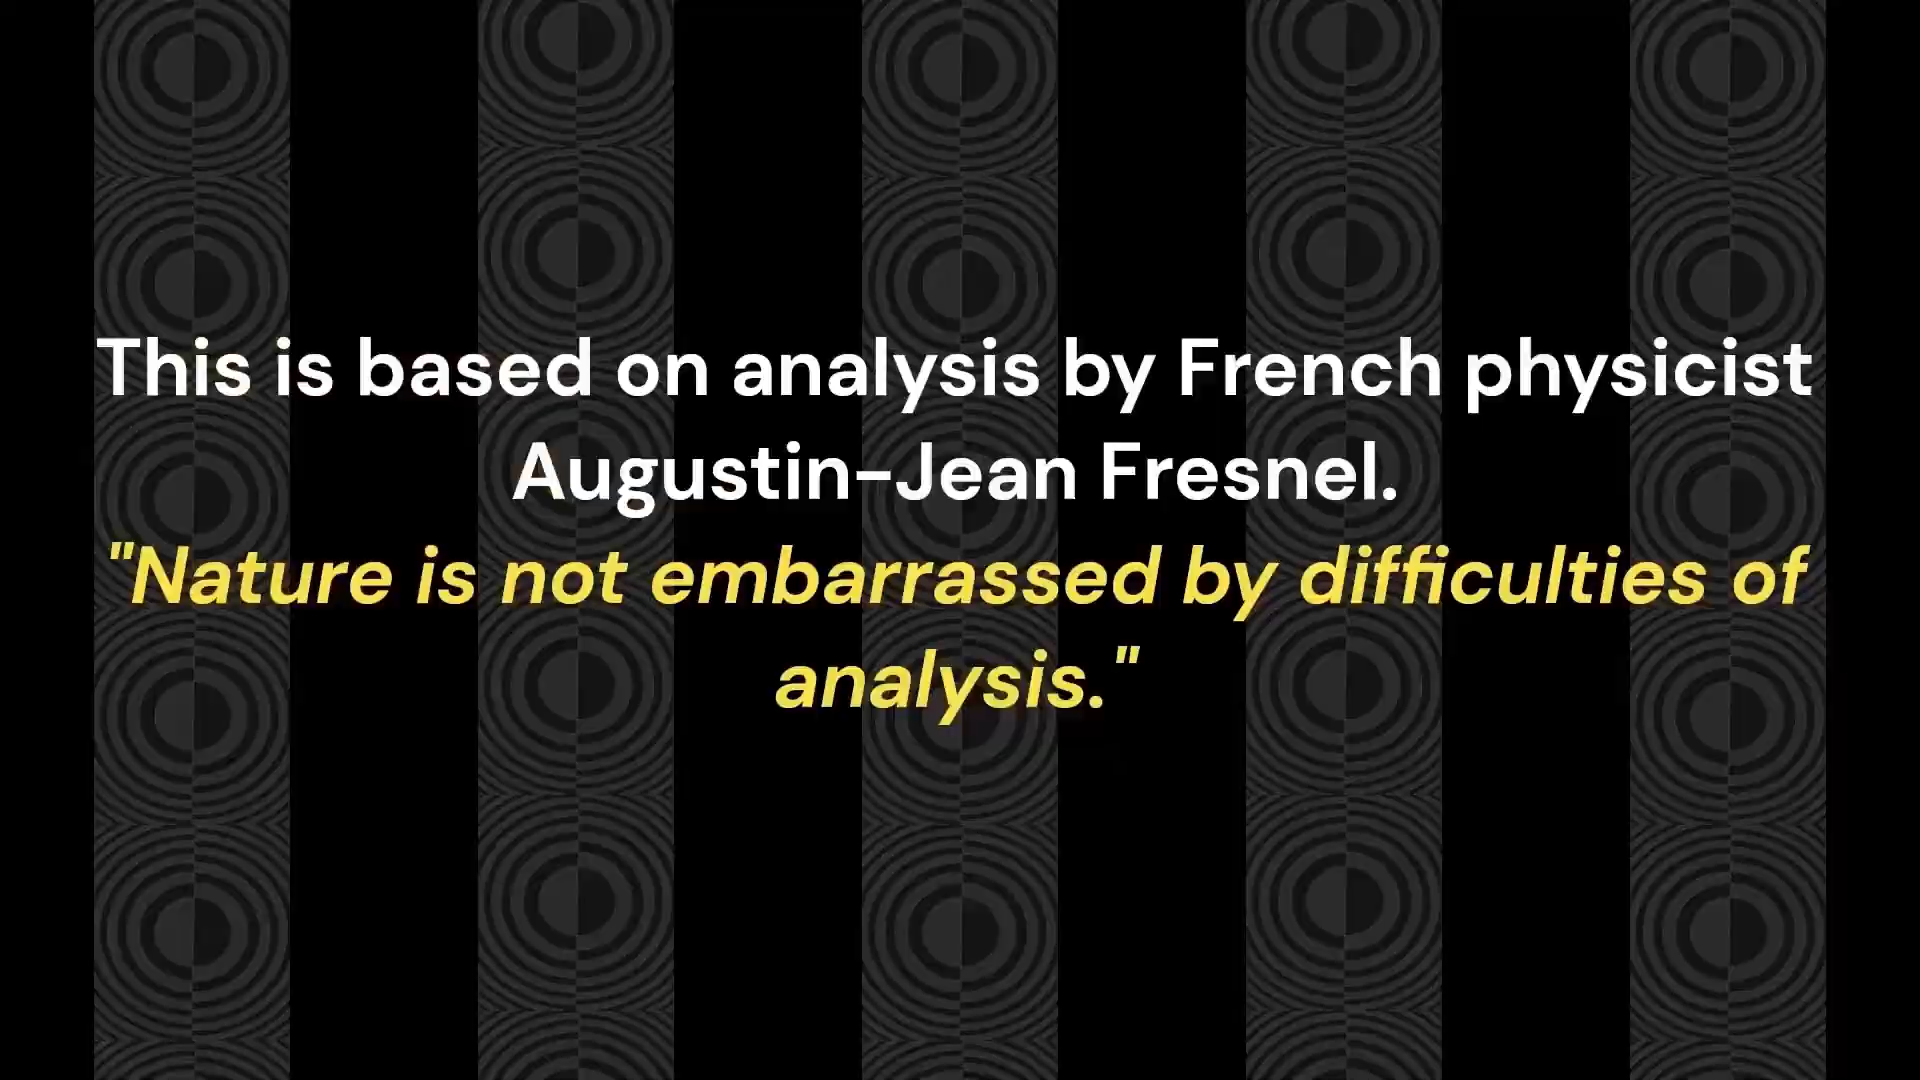 This is based on analysis by French physicist
Augustin-Jean Fresnel.
"Nature is not embarrassed by difficulties of
analysis."